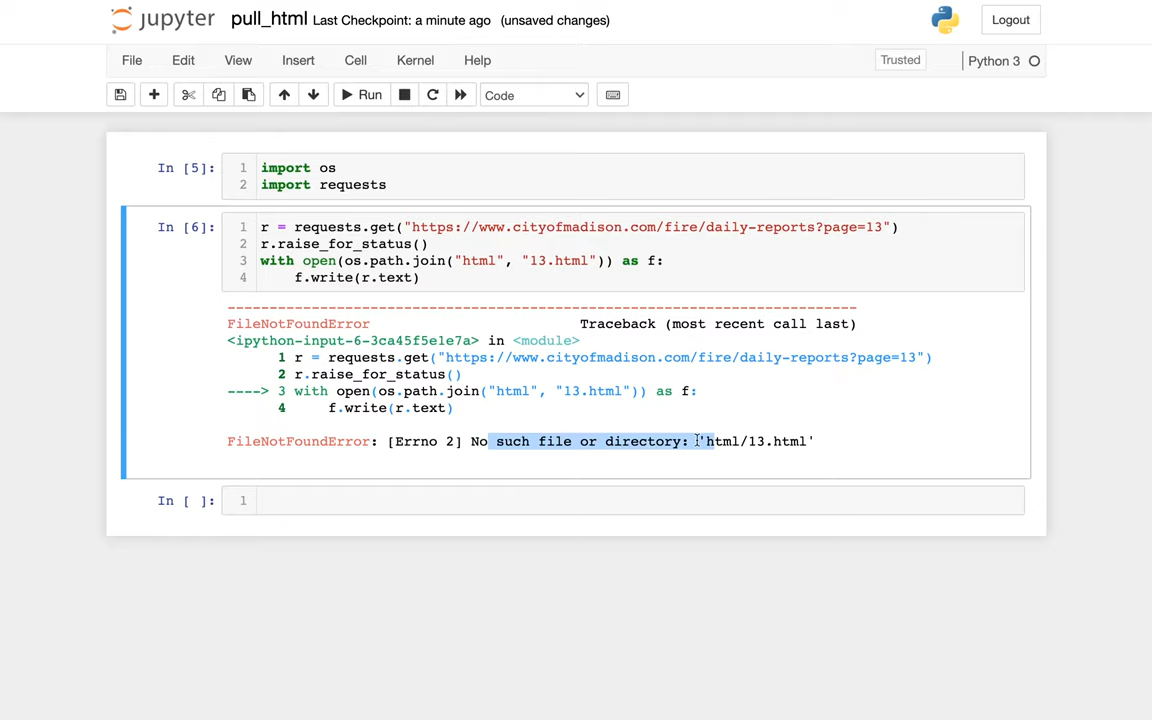 jupyter pull_html Last Checkpoint: a minute ago (unsaved changes) Logout
File Edit View Insert Cell Kernel Help Trusted Python 3
Run Code
In [5]: 1 import os
2 import requests
In [6]: 1 r = requests.get("https://www.cityofmadison.com/fire/daily-reports?page=13")
2 r.raise_for_status()
3 with open(os.path.join("html", "13.html")) as f:
4 f.write(r.text)
---------------------------------------------------------------------------
FileNotFoundError Traceback (most recent call last)
<ipython-input-6-3ca45f5e1e7a> in <module>
1 r = requests.get("https://www.cityofmadison.com/fire/daily-reports?page=13")
2 r.raise_for_status()
----> 3 with open(os.path.join("html", "13.html")) as f:
4 f.write(r.text)
FileNotFoundError: [Errno 2] No such file or directory: 'html/13.html'
In [ ]: 1